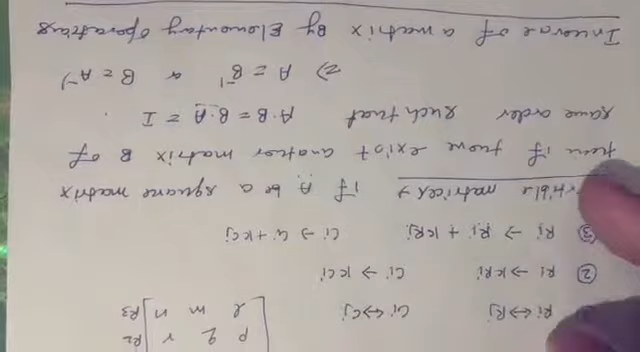 [ p q r ] R2
[ l m n ] R3
① Ri ↔ Rj Ci ↔ Cj
② Ri → KRi Ci → KCi
③ Ri → Ri + KRj Ci → Ci + KCj
matrices → if A be a square matrix
then if there exist another matrix B of
same order such that A·B = B·A = I
⇒ A = B⁻¹ or B = A⁻¹
Inverse of a matrix By Elementary Operations